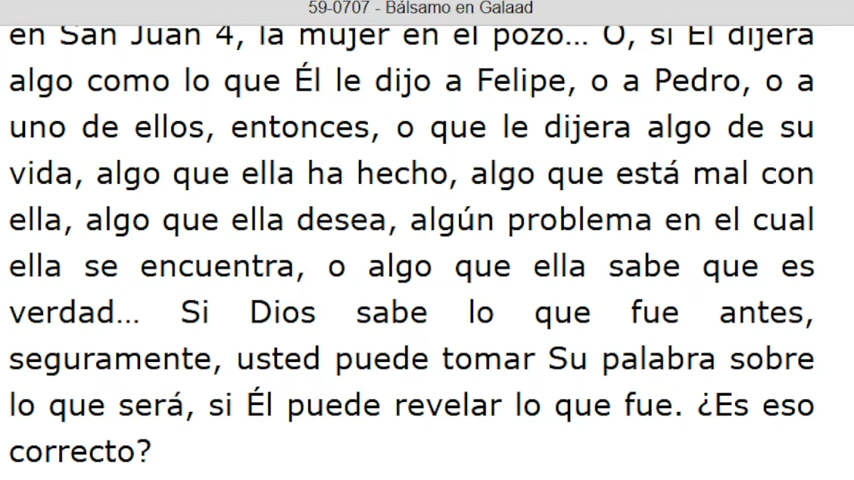 59-0707 - Bálsamo en Galaad
en San Juan 4, la mujer en el pozo... O, si Él dijera
algo como lo que Él le dijo a Felipe, o a Pedro, o a
uno de ellos, entonces, o que le dijera algo de su
vida, algo que ella ha hecho, algo que está mal con
ella, algo que ella desea, algún problema en el cual
ella se encuentra, o algo que ella sabe que es
verdad... Si Dios sabe lo que fue antes,
seguramente, usted puede tomar Su palabra sobre
lo que será, si Él puede revelar lo que fue. ¿Es eso
correcto?